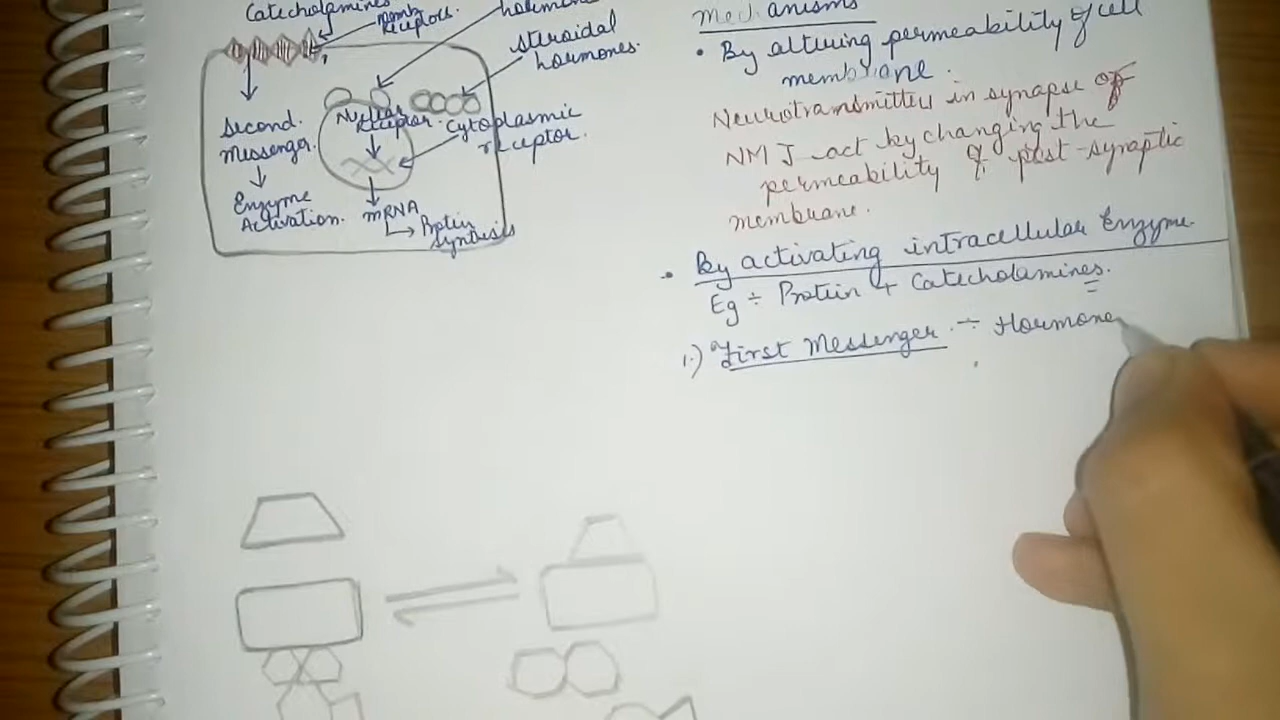 Catecholamines
memb. receptors.
steroidal
hormones.
Nuclear
receptor.
cytoplasmic
receptor.
Second.
Messenger.
Enzyme
Activation.
mRNA
Protein
synthesis
Mechanisms
• By altering permeability of cell
membrane.
Neurotransmitters in synapse of
NMJ act by changing the
permeability of post-synaptic
membrane.
• By activating intracellular Enzyme.
Eg ÷ Protein + Catecholamines.
1.) First Messenger ÷ Hormone